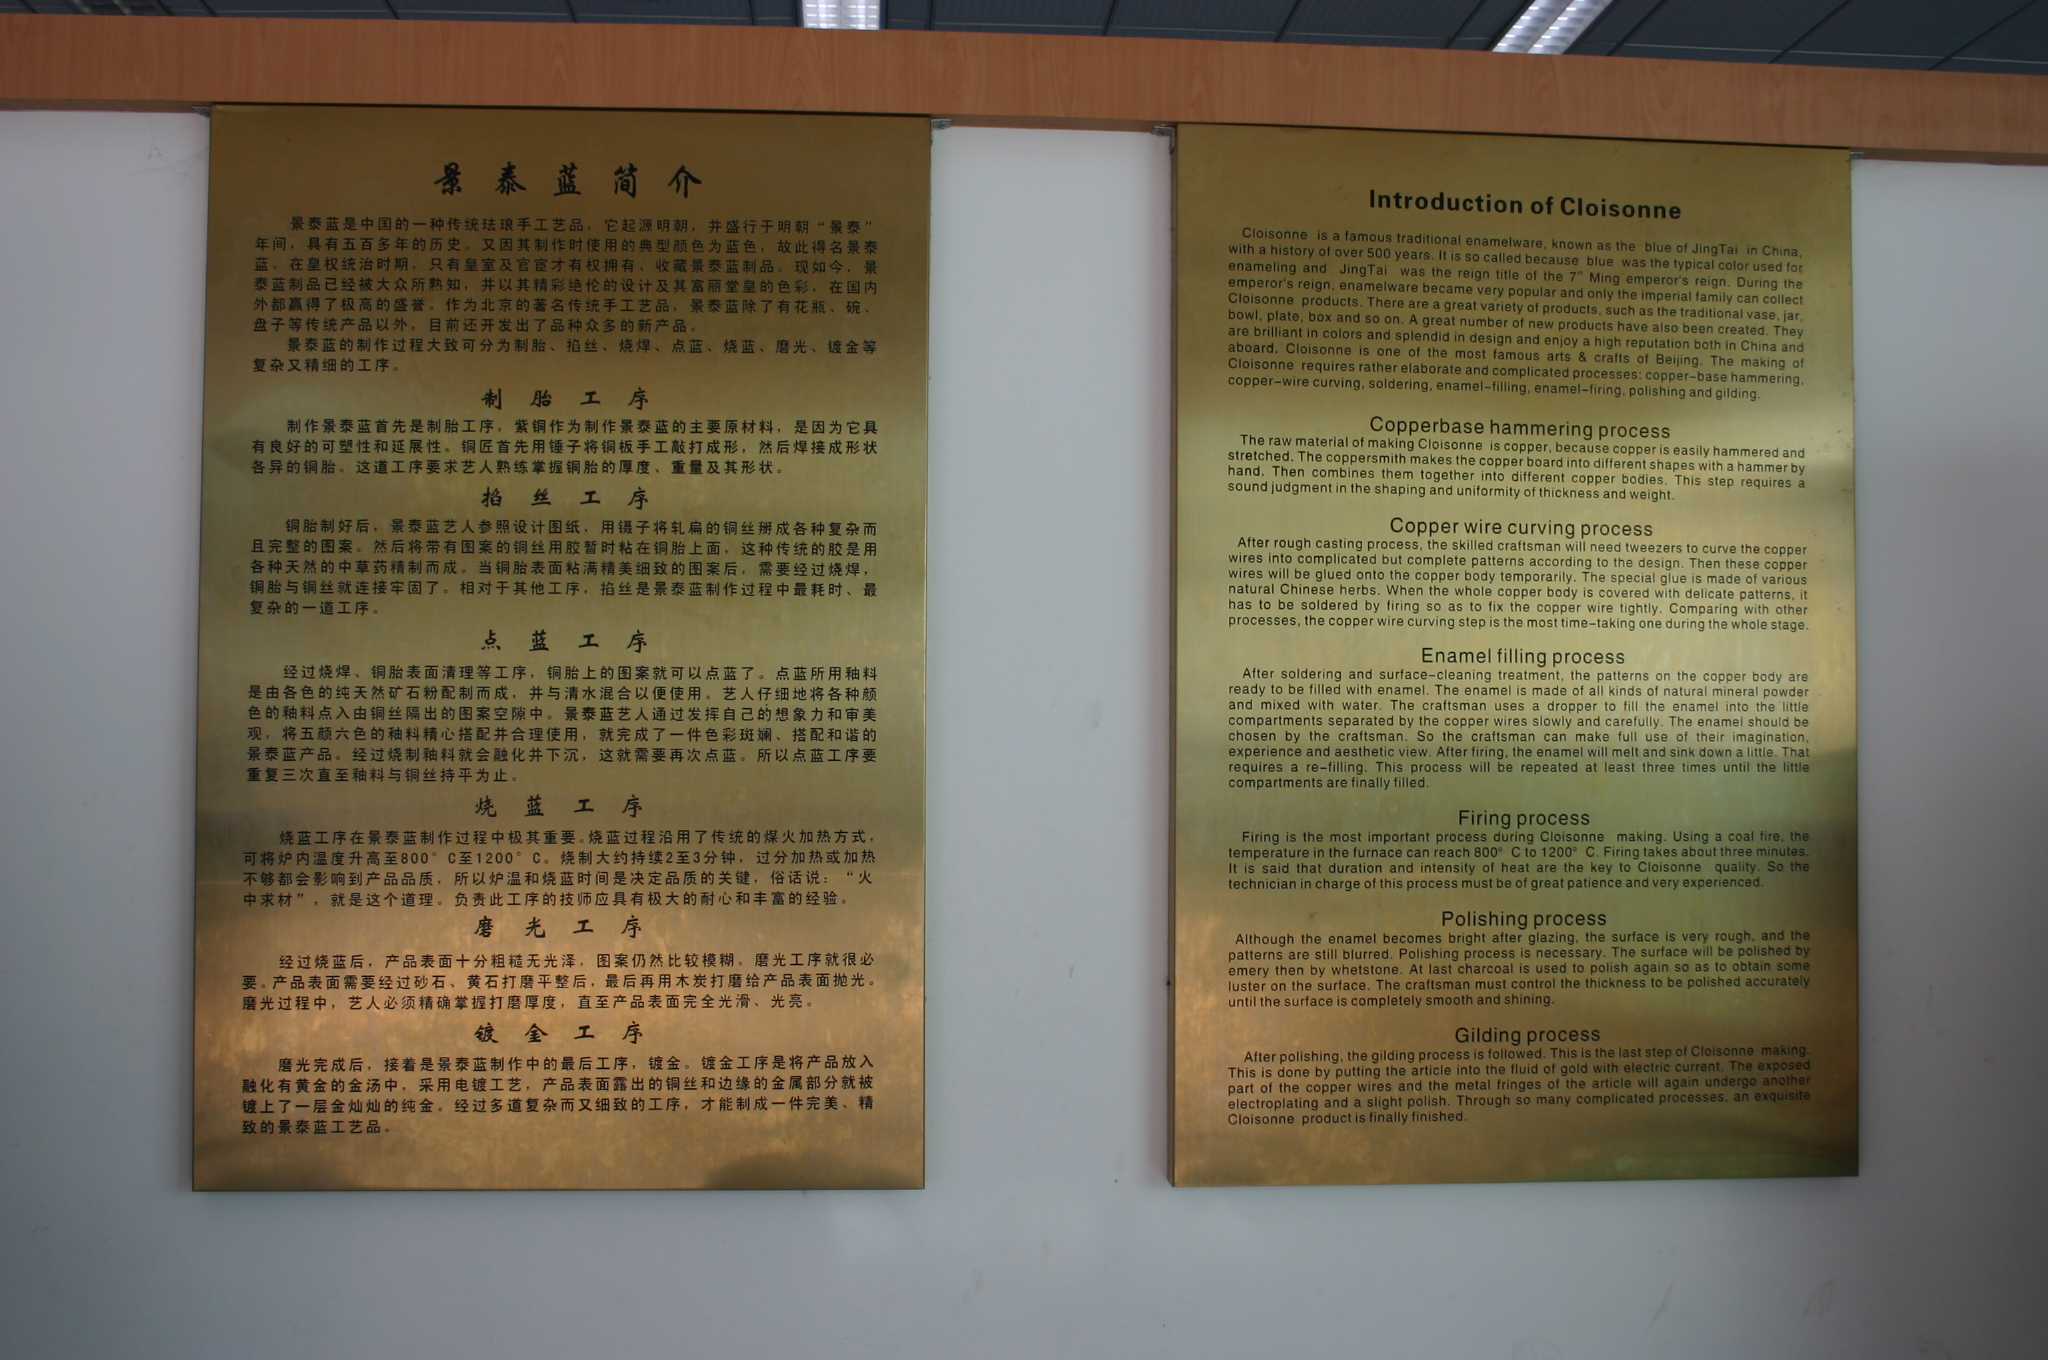 景泰蓝简介
景泰蓝是中国的一种传统珐琅手工艺品，它起源明朝，并盛行于明朝“景泰”
年间，具有五百多年的历史。又因其制作时使用的典型颜色为蓝色，故此得名景泰
蓝。在皇权统治时期，只有皇室及官宦才有权拥有、收藏景泰蓝制品。现如今，景
泰蓝制品已经被大众所熟知，并以其精彩绝伦的设计及其富丽堂皇的色彩，在国内
外都赢得了极高的盛誉。作为北京的著名传统手工艺品，景泰蓝除了有花瓶、碗、
盘子等传统产品以外，目前还开发出了品种众多的新产品。
景泰蓝的制作过程大致可分为制胎、掐丝、烧焊、点蓝、烧蓝、磨光、镀金等
复杂又精细的工序。
制胎工序
制作景泰蓝首先是制胎工序，紫铜作为制作景泰蓝的主要原材料，是因为它具
有良好的可塑性和延展性。铜匠首先用锤子将铜板手工敲打成形，然后焊接成形状
各异的铜胎。这道工序要求艺人熟练掌握铜胎的厚度、重量及其形状。
掐丝工序
铜胎制好后，景泰蓝艺人参照设计图纸，用镊子将轧扁的铜丝掰成各种复杂而
且完整的图案。然后将带有图案的铜丝用胶暂时粘在铜胎上面，这种传统的胶是用
各种天然的中草药精制而成。当铜胎表面粘满精美细致的图案后，需要经过烧焊，
铜胎与铜丝就连接牢固了。相对于其他工序，掐丝是景泰蓝制作过程中最耗时、最
复杂的一道工序。
点蓝工序
经过烧焊、铜胎表面清理等工序，铜胎上的图案就可以点蓝了。点蓝所用釉料
是由各色的纯天然矿石粉配制而成，并与清水混合以便使用。艺人仔细地将各种颜
色的釉料点入由铜丝隔出的图案空隙中。景泰蓝艺人通过发挥自己的想象力和审美
观，将五颜六色的釉料精心搭配并合理使用，就完成了一件色彩斑斓、搭配和谐的
景泰蓝产品。经过烧制釉料就会融化并下沉，这就需要再次点蓝。所以点蓝工序要
重复三次直至釉料与铜丝持平为止。
烧蓝工序
烧蓝工序在景泰蓝制作过程中极其重要。烧蓝过程沿用了传统的煤火加热方式，
可将炉内温度升高至800°C至1200°C。烧制大约持续2至3分钟，过分加热或加热
不够都会影响到产品品质，所以炉温和烧蓝时间是决定品质的关键，俗话说：“火
中求材”，就是这个道理。负责此工序的技师应具有极大的耐心和丰富的经验。
磨光工序
经过烧蓝后，产品表面十分粗糙无光泽，图案仍然比较模糊。磨光工序就很必
要。产品表面需要经过砂石、黄石打磨平整后，最后再用木炭打磨给产品表面抛光。
磨光过程中，艺人必须精确掌握打磨厚度，直至产品表面完全光滑、光亮。
镀金工序
磨光完成后，接着是景泰蓝制作中的最后工序，镀金。镀金工序是将产品放入
融化有黄金的金汤中，采用电镀工艺，产品表面露出的铜丝和边缘的金属部分就被
镀上了一层金灿灿的纯金。经过多道复杂而又细致的工序，才能制成一件完美、精
致的景泰蓝工艺品。
Introduction of Cloisonne
Cloisonne is a famous traditional enamelware, known as the blue of JingTai in China,
with a history of over 500 years. It is so called because blue was the typical color used for
enameling and JingTai was the reign title of the 7th Ming emperor's reign. During the
emperor's reign, enamelware became very popular and only the imperial family can collect
Cloisonne products. There are a great variety of products, such as the traditional vase, jar,
bowl, plate, box and so on. A great number of new products have also been created. They
are brilliant in colors and splendid in design and enjoy a high reputation both in China and
aboard. Cloisonne is one of the most famous arts & crafts of Beijing. The making of
Cloisonne requires rather elaborate and complicated processes: copper-base hammering,
copper-wire curving, soldering, enamel-filling, enamel-firing, polishing and gilding.
Copperbase hammering process
The raw material of making Cloisonne is copper, because copper is easily hammered and
stretched. The coppersmith makes the copper board into different shapes with a hammer by
hand. Then combines them together into different copper bodies. This step requires a
sound judgment in the shaping and uniformity of thickness and weight.
Copper wire curving process
After rough casting process, the skilled craftsman will need tweezers to curve the copper
wires into complicated but complete patterns according to the design. Then these copper
wires will be glued onto the copper body temporarily. The special glue is made of various
natural Chinese herbs. When the whole copper body is covered with delicate patterns, it
has to be soldered by firing so as to fix the copper wire tightly. Comparing with other
processes, the copper wire curving step is the most time-taking one during the whole stage.
Enamel filling process
After soldering and surface-cleaning treatment, the patterns on the copper body are
ready to be filled with enamel. The enamel is made of all kinds of natural mineral powder
and mixed with water. The craftsman uses a dropper to fill the enamel into the little
compartments separated by the copper wires slowly and carefully. The enamel should be
chosen by the craftsman. So the craftsman can make full use of their imagination,
experience and aesthetic view. After firing, the enamel will melt and sink down a little. That
requires a re-filling. This process will be repeated at least three times until the little
compartments are finally filled.
Firing process
Firing is the most important process during Cloisonne making. Using a coal fire, the
temperature in the furnace can reach 800° C to 1200° C. Firing takes about three minutes.
It is said that duration and intensity of heat are the key to Cloisonne quality. So the
technician in charge of this process must be of great patience and very experienced.
Polishing process
Although the enamel becomes bright after glazing, the surface is very rough, and the
patterns are still blurred. Polishing process is necessary. The surface will be polished by
emery then by whetstone. At last charcoal is used to polish again so as to obtain some
luster on the surface. The craftsman must control the thickness to be polished accurately
until the surface is completely smooth and shining.
Gilding process
After polishing, the gilding process is followed. This is the last step of Cloisonne making.
This is done by putting the article into the fluid of gold with electric current. The exposed
part of the copper wires and the metal fringes of the article will again undergo another
electroplating and a slight polish. Through so many complicated processes, an exquisite
Cloisonne product is finally finished.